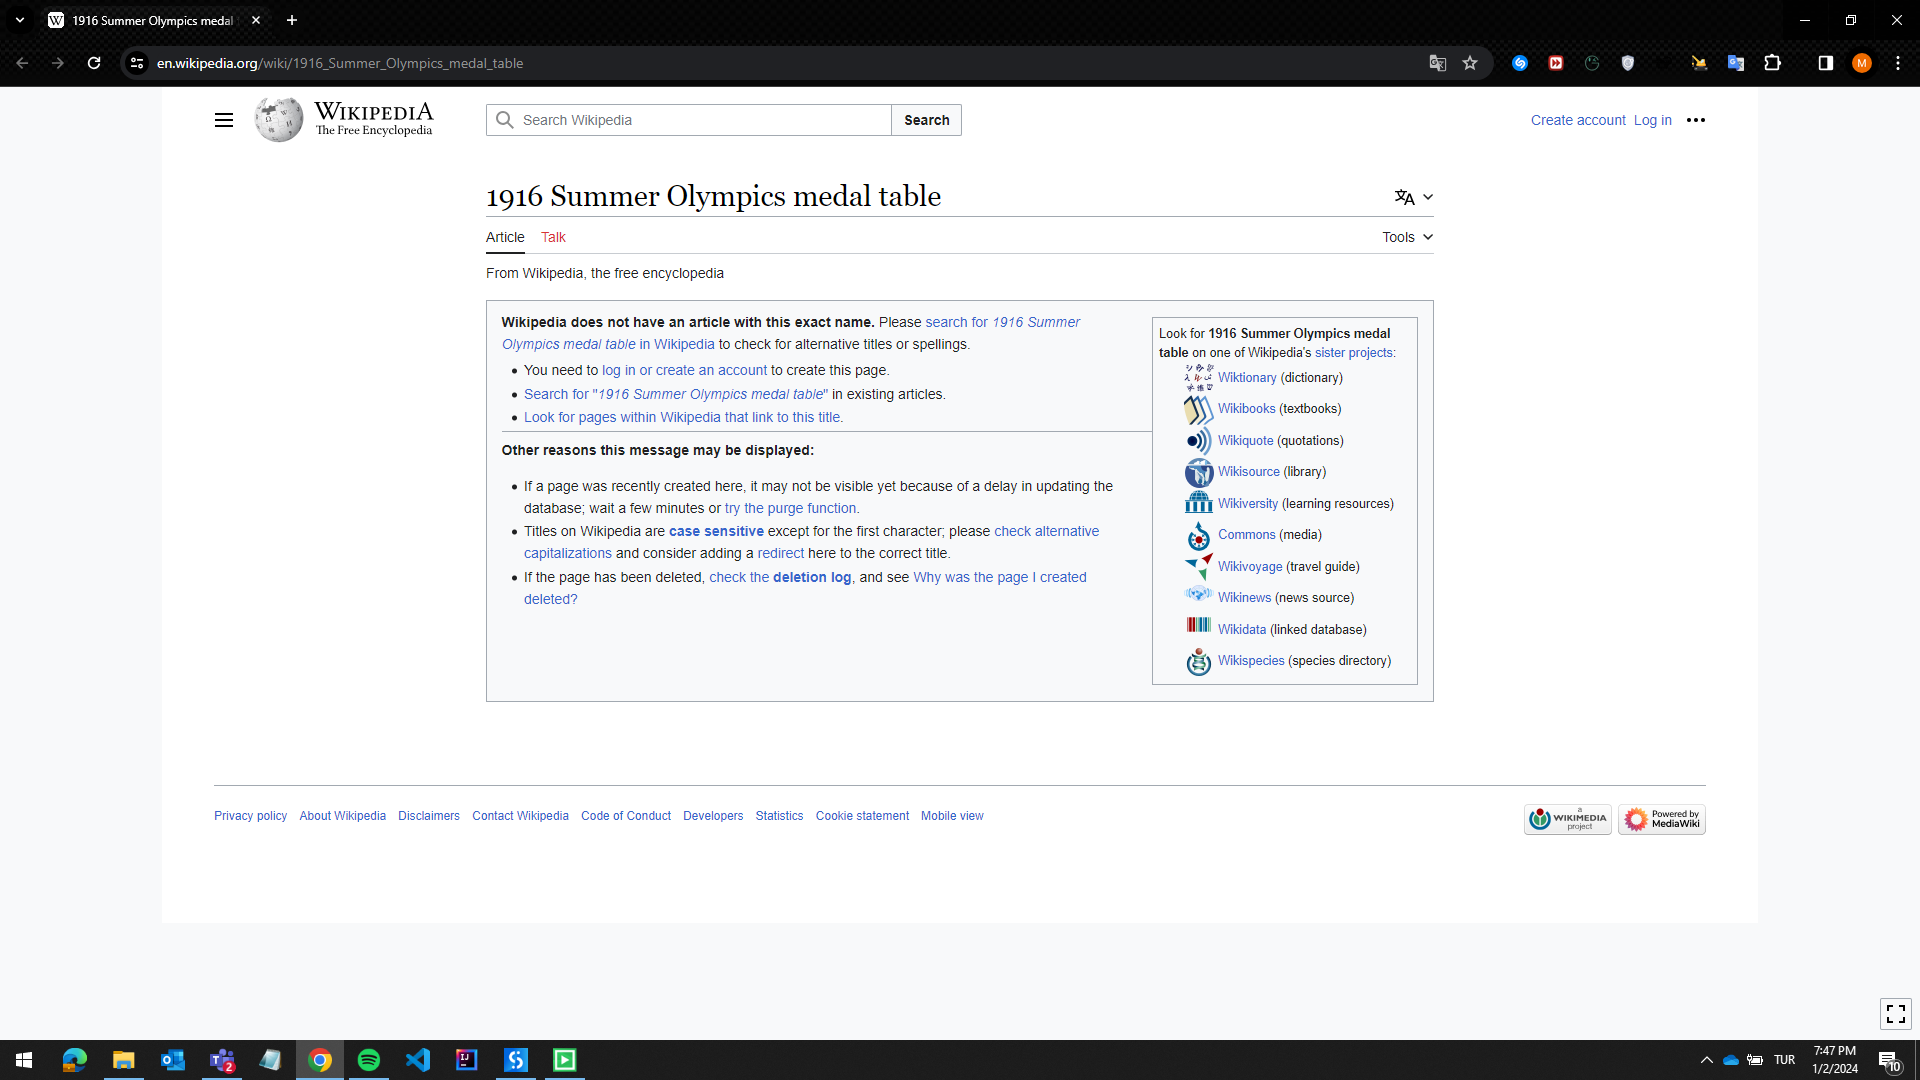 1916 Summer Olympics medal
en.wikipedia.org/wiki/1916_Summer_Olympics_medal_table
M
WIKIPEDIA
The Free Encyclopedia
Search Wikipedia
Search
Create account Log in
1916 Summer Olympics medal table
Article Talk
Tools
From Wikipedia, the free encyclopedia
Wikipedia does not have an article with this exact name. Please search for 1916 Summer
Olympics medal table in Wikipedia to check for alternative titles or spellings.
• You need to log in or create an account to create this page.
• Search for "1916 Summer Olympics medal table" in existing articles.
• Look for pages within Wikipedia that link to this title.
Other reasons this message may be displayed:
• If a page was recently created here, it may not be visible yet because of a delay in updating the
database; wait a few minutes or try the purge function.
• Titles on Wikipedia are case sensitive except for the first character; please check alternative
capitalizations and consider adding a redirect here to the correct title.
• If the page has been deleted, check the deletion log, and see Why was the page I created
deleted?
Look for 1916 Summer Olympics medal
table on one of Wikipedia's sister projects:
Wiktionary (dictionary)
Wikibooks (textbooks)
Wikiquote (quotations)
Wikisource (library)
Wikiversity (learning resources)
Commons (media)
Wikivoyage (travel guide)
Wikinews (news source)
Wikidata (linked database)
Wikispecies (species directory)
Privacy policy About Wikipedia Disclaimers Contact Wikipedia Code of Conduct Developers Statistics Cookie statement Mobile view
a
WIKIMEDIA
project
Powered by
MediaWiki
2
TUR
7:47 PM
1/2/2024
10